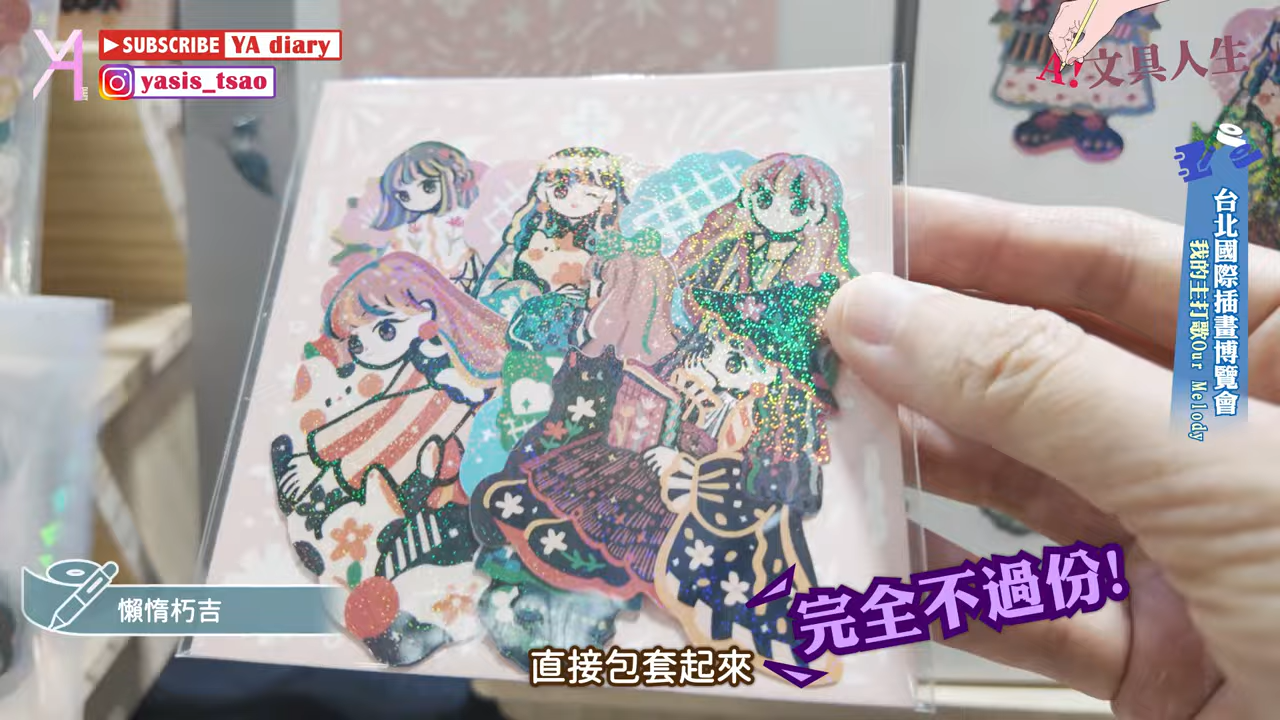 YA
SUBSCRIBE YA diary
yasis_tsao
A!文具人生
台北國際插畫博覽會
我的主打歌Our Melody
懶惰朽吉
完全不過份!
直接包套起來